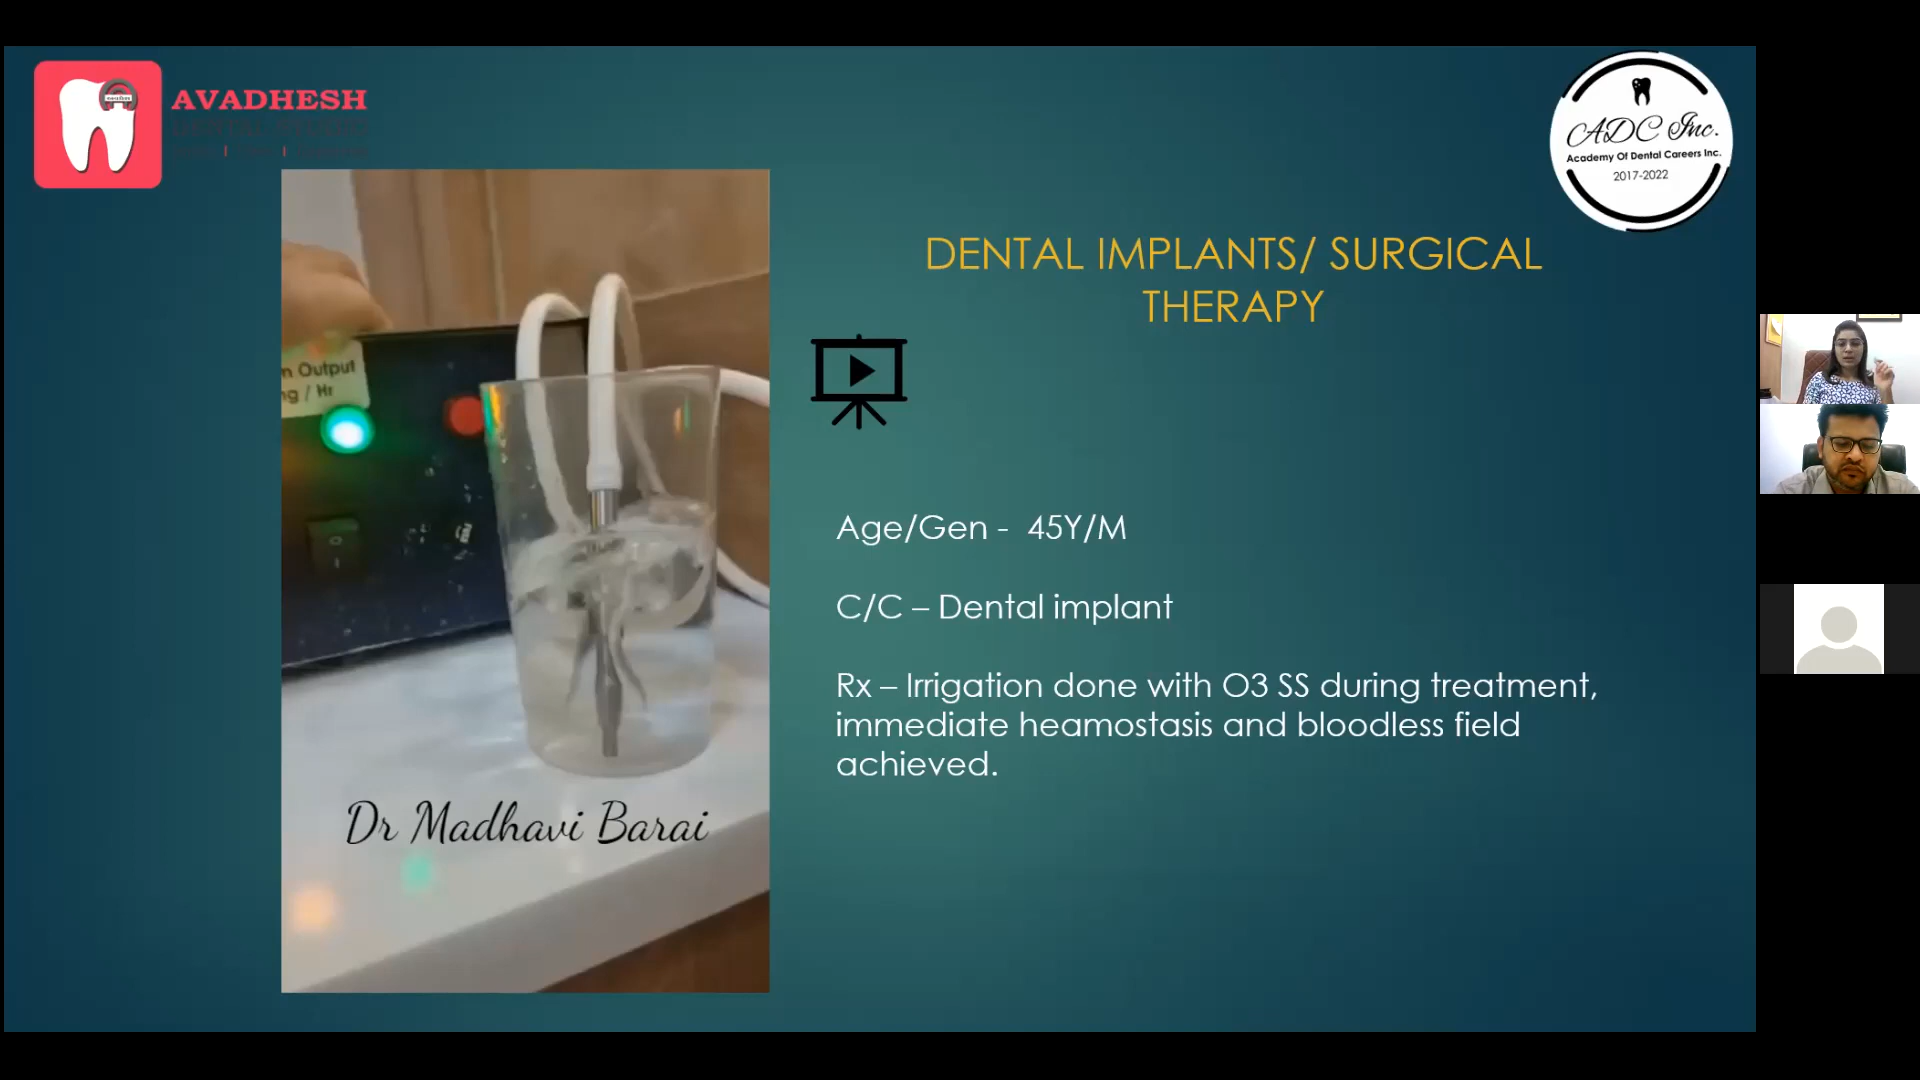 AVADHESH
DENTAL STUDIO
ADC Inc.
Academy Of Dental Careers Inc.
2017-2022
DENTAL IMPLANTS/ SURGICAL
THERAPY
n Output
g / Hr
Age/Gen - 45Y/M
C/C – Dental implant
Rx – Irrigation done with O3 SS during treatment,
immediate heamostasis and bloodless field
achieved.
Dr Madhavi Barai